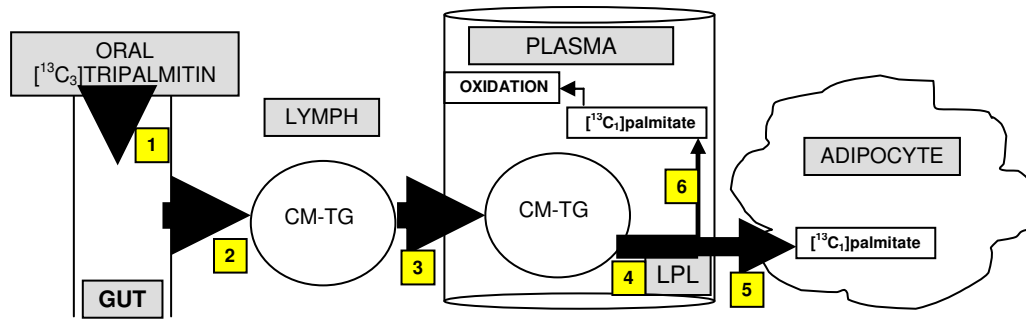 ORAL
[¹³C₃]TRIPALMITIN
1
GUT
2
LYMPH
CM-TG
3
PLASMA
OXIDATION
[¹³C₁]palmitate
CM-TG
6
4
LPL
5
ADIPOCYTE
[¹³C₁]palmitate